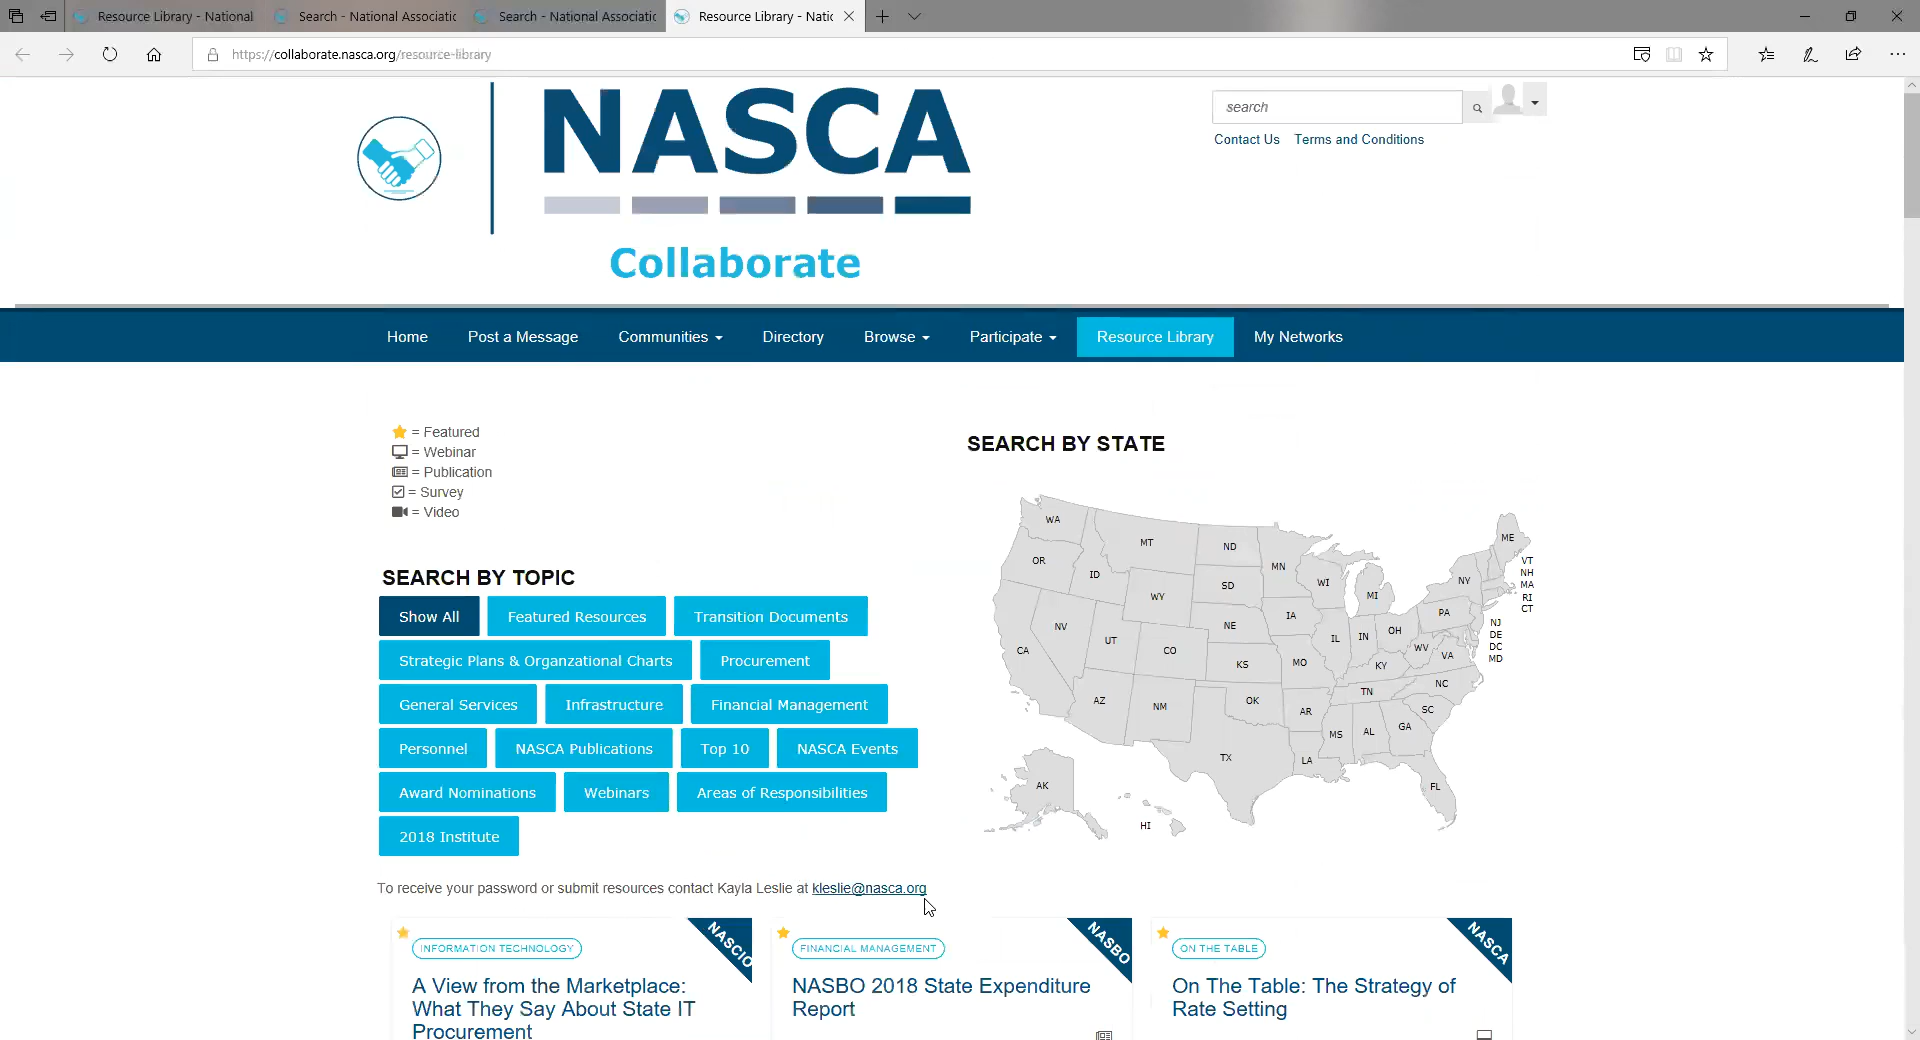 Resource Library - National
Search - National Associatic
Search - National Associatic
Resource Library - Natic
https://collaborate.nasca.org/resource-library
NASCA
Collaborate
search
Contact Us Terms and Conditions
Home Post a Message Communities Directory Browse Participate Resource Library My Networks
= Featured
= Webinar
= Publication
= Survey
= Video
SEARCH BY TOPIC
Show All Featured Resources Transition Documents
Strategic Plans & Organzational Charts Procurement
General Services Infrastructure Financial Management
Personnel NASCA Publications Top 10 NASCA Events
Award Nominations Webinars Areas of Responsibilities
2018 Institute
SEARCH BY STATE
WA
MT
ND
ME
OR
ID
MN
VT
NH
MA
RI
CT
WY
SD
WI
MI
NY
PA
NV
UT
NE
IA
IL
IN
OH
NJ
DE
DC
MD
CA
CO
KS
MO
KY
WV
VA
AZ
NM
OK
AR
TN
NC
SC
MS
AL
GA
TX
LA
FL
AK
HI
To receive your password or submit resources contact Kayla Leslie at kleslie@nasca.org
INFORMATION TECHNOLOGY
NASCIO
A View from the Marketplace:
What They Say About State IT
Procurement
FINANCIAL MANAGEMENT
NASBO
NASBO 2018 State Expenditure
Report
ON THE TABLE
NASCA
On The Table: The Strategy of
Rate Setting